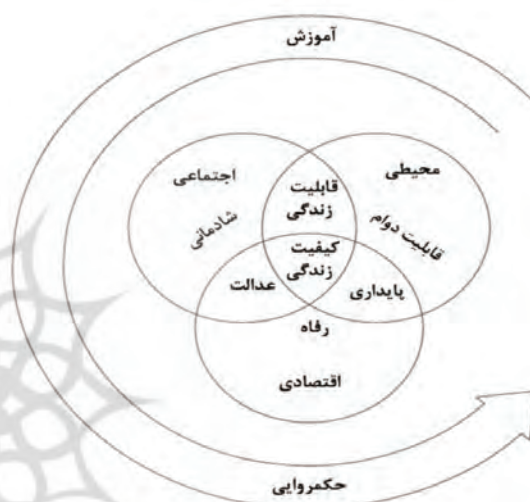 آموزش
محیطی
اجتماعی
قابلیت
زندگی
شادمانی
قابلیت دوام
کیفیت
زندگی
پایداری
عدالت
رفاه
اقتصادی
حکمروایی